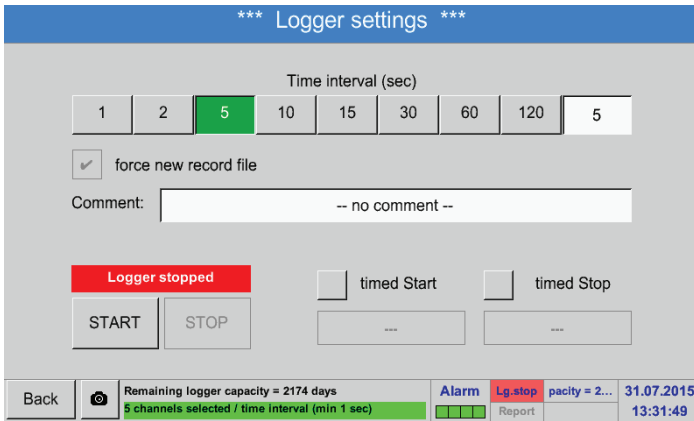 *** Logger settings ***
Time interval (sec)
1 2 5 10 15 30 60 120 5
✔ force new record file
Comment: -- no comment --
Logger stopped
timed Start timed Stop
START STOP --- ---
Back
Remaining logger capacity = 2174 days
5 channels selected / time interval (min 1 sec)
Alarm Lg.stop pacity = 2... 31.07.2015
Report 13:31:49